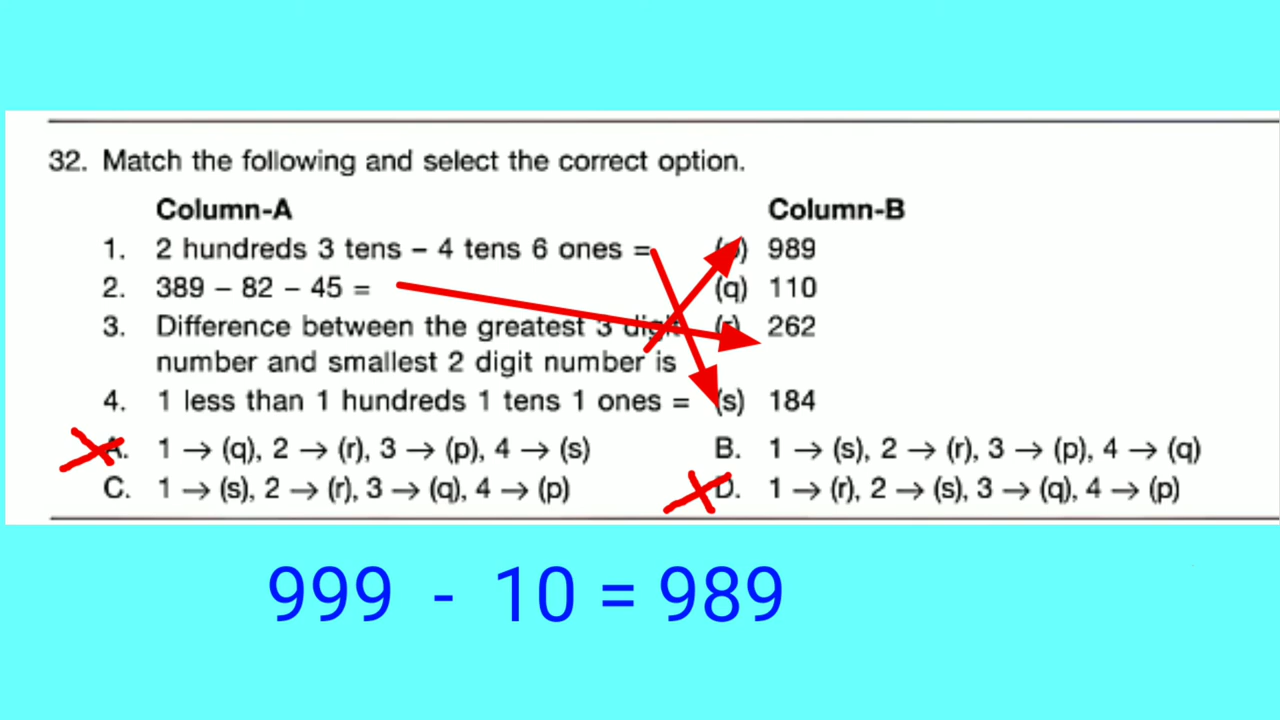 32. Match the following and select the correct option.
Column-A Column-B
1. 2 hundreds 3 tens – 4 tens 6 ones = 989
2. 389 – 82 – 45 = (q) 110
3. Difference between the greatest 3 digit (r) 262
number and smallest 2 digit number is
4. 1 less than 1 hundreds 1 tens 1 ones = (s) 184
A. 1 → (q), 2 → (r), 3 → (p), 4 → (s) B. 1 → (s), 2 → (r), 3 → (p), 4 → (q)
C. 1 → (s), 2 → (r), 3 → (q), 4 → (p) D. 1 → (r), 2 → (s), 3 → (q), 4 → (p)
999 - 10 = 989